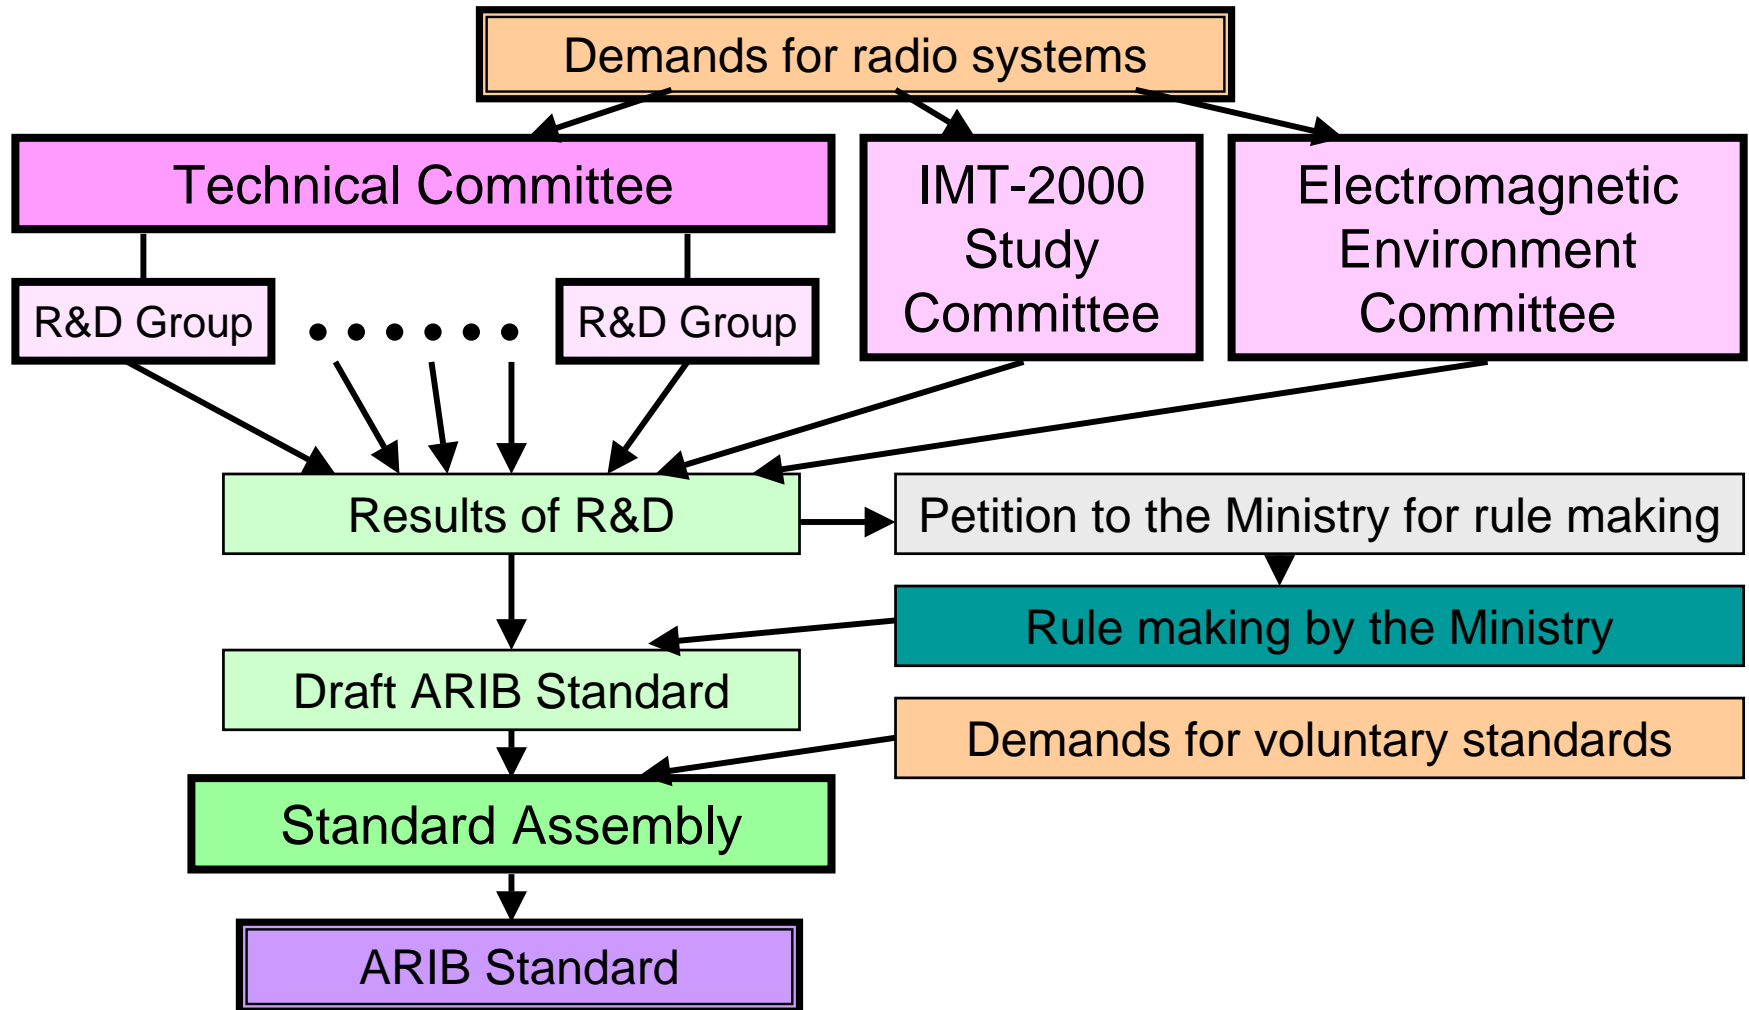 Demands for radio systems
Technical Committee
IMT-2000
Study
Committee
Electromagnetic
Environment
Committee
R&D Group
R&D Group
Results of R&D
Petition to the Ministry for rule making
Rule making by the Ministry
Draft ARIB Standard
Demands for voluntary standards
Standard Assembly
ARIB Standard